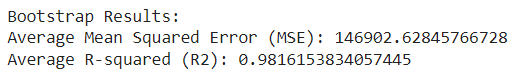 Bootstrap Results:
Average Mean Squared Error (MSE): 146902.62845766728
Average R-squared (R2): 0.9816153834057445